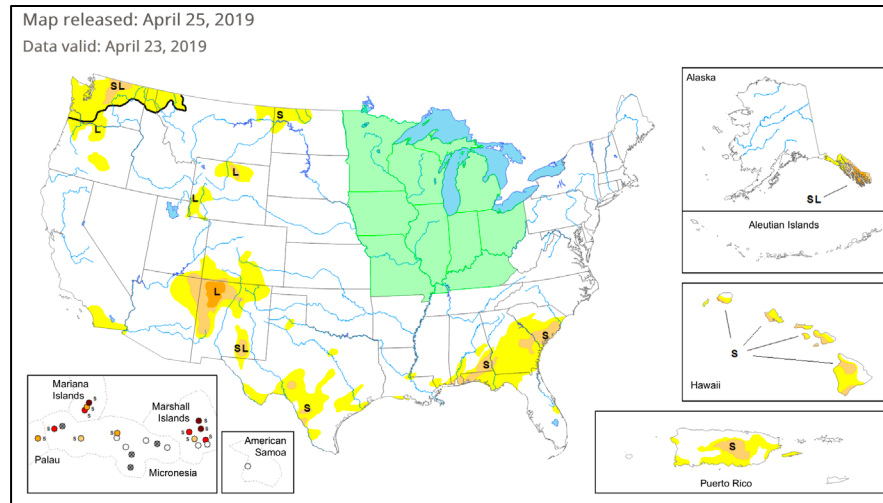 Map released: April 25, 2019
Data valid: April 23, 2019
Alaska
SL
Aleutian Islands
SL
S
L
L
L
L
SL
S
S
S
S
Hawaii
Mariana
Islands
S
S
S
Marshall
Islands
S
S
S
S
S
S
S
Palau
Micronesia
American
Samoa
S
Puerto Rico